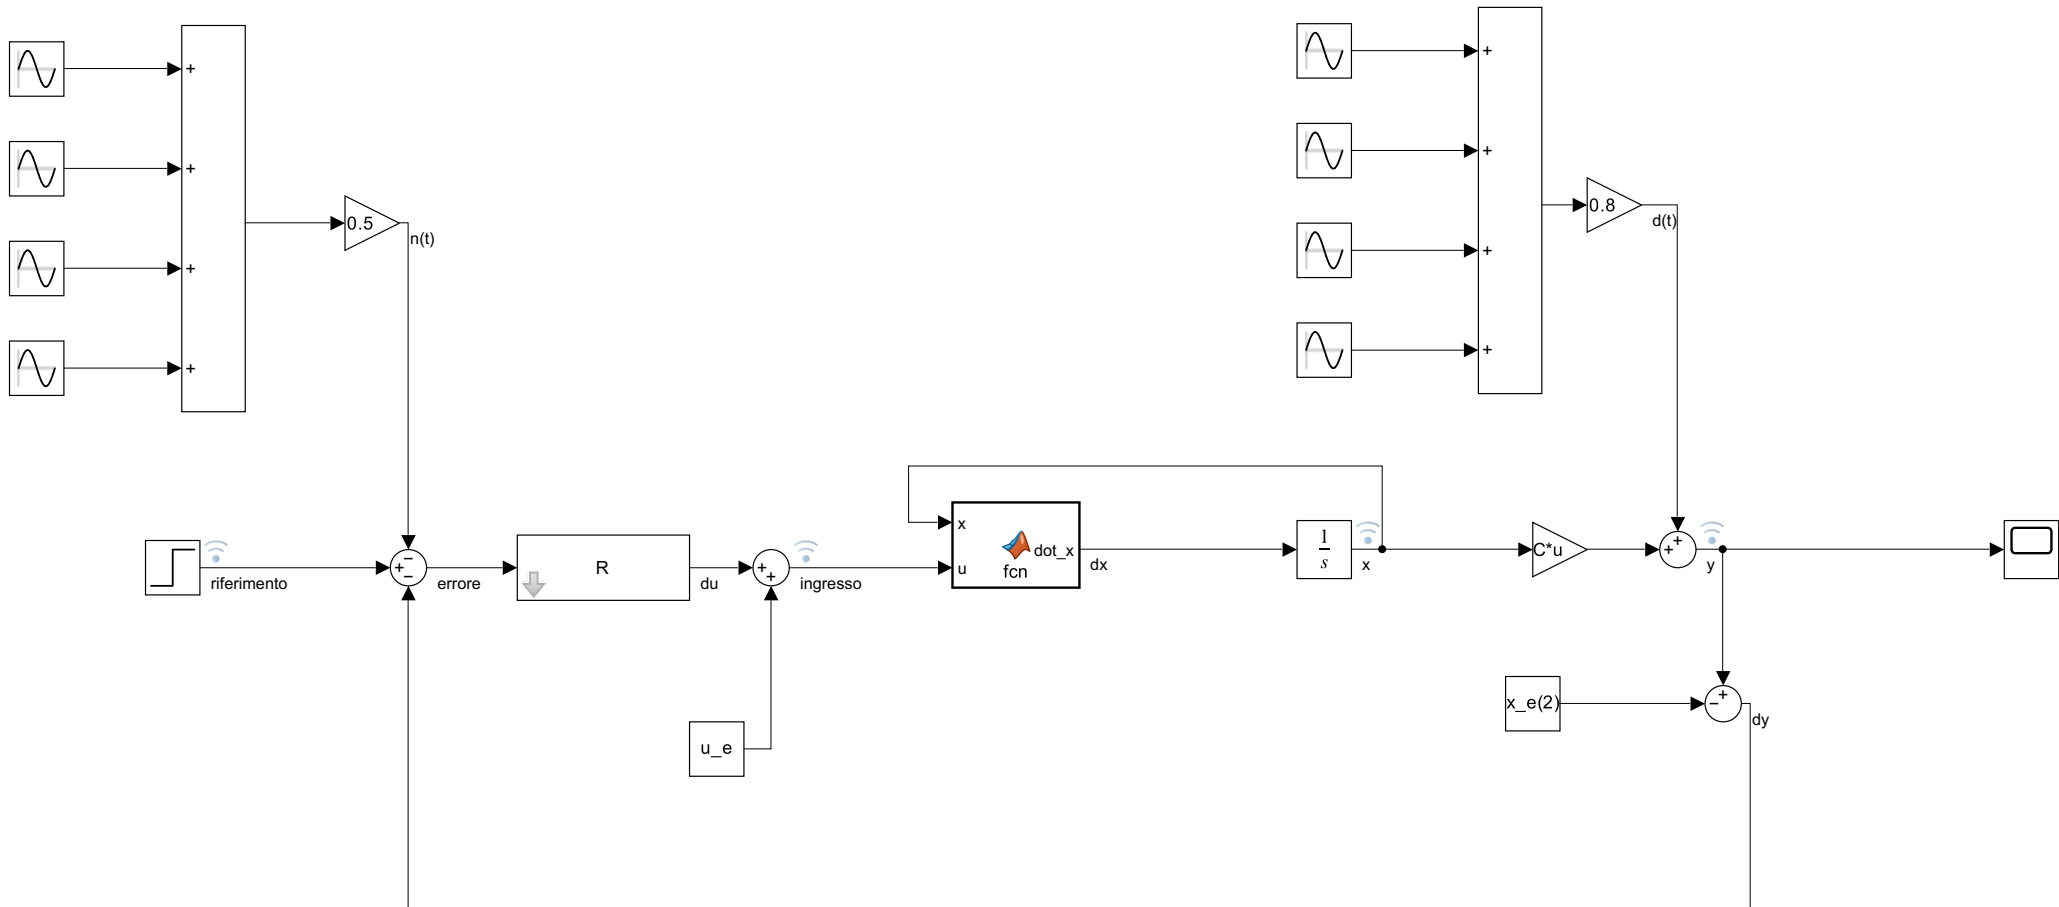 +
+
+
+
0.5
n(t)
+
+
+
+
0.8
d(t)
riferimento
+
−
−
errore
R
du
+
+
ingresso
x
u
fcn
dot_x
dx
1
s
x
C*u
+
+
y
u_e
x_e(2)
−
+
dy